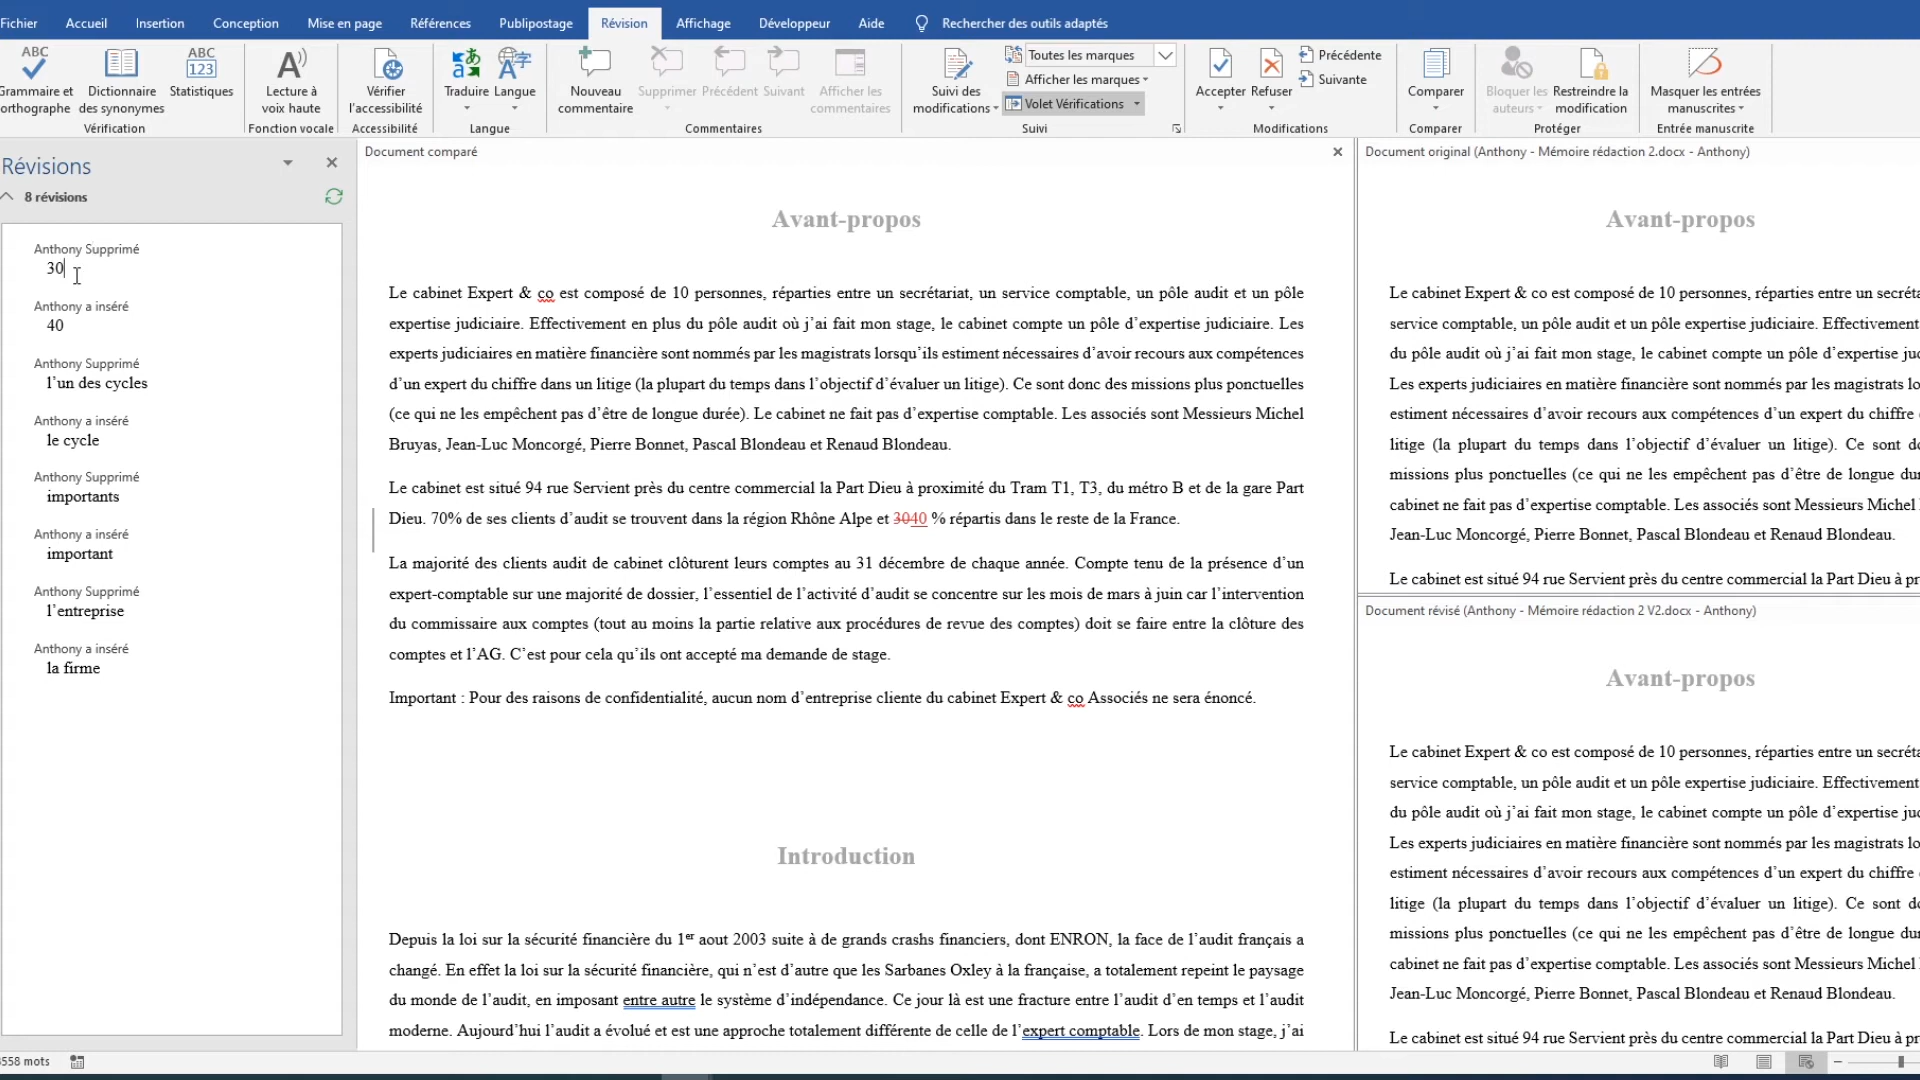 Fichier Accueil Insertion Conception Mise en page Références Publipostage Révision Affichage Développeur Aide Rechercher des outils adaptés
ABC
Grammaire et
orthographe
Dictionnaire
des synonymes
ABC
123
Statistiques
Vérification
Lecture à
voix haute
Fonction vocale
Vérifier
l'accessibilité
Accessibilité
Traduire
Langue
Langue
Nouveau
commentaire
Supprimer
Précédent
Suivant
Afficher les
commentaires
Commentaires
Suivi des
modifications
Toutes les marques
Afficher les marques
Volet Vérifications
Suivi
Accepter
Refuser
Précédente
Suivante
Modifications
Comparer
Comparer
Bloquer les
auteurs
Restreindre la
modification
Protéger
Masquer les entrées
manuscrites
Entrée manuscrite
Révisions
8 révisions
Anthony Supprimé
30
Anthony a inséré
40
Anthony Supprimé
l'un des cycles
Anthony a inséré
le cycle
Anthony Supprimé
importants
Anthony a inséré
important
Anthony Supprimé
l'entreprise
Anthony a inséré
la firme
Document comparé
Avant-propos
Le cabinet Expert & co est composé de 10 personnes, réparties entre un secrétariat, un service comptable, un pôle audit et un pôle
expertise judiciaire. Effectivement en plus du pôle audit où j'ai fait mon stage, le cabinet compte un pôle d'expertise judiciaire. Les
experts judiciaires en matière financière sont nommés par les magistrats lorsqu'ils estiment nécessaires d'avoir recours aux compétences
d'un expert du chiffre dans un litige (la plupart du temps dans l'objectif d'évaluer un litige). Ce sont donc des missions plus ponctuelles
(ce qui ne les empêchent pas d'être de longue durée). Le cabinet ne fait pas d'expertise comptable. Les associés sont Messieurs Michel
Bruyas, Jean-Luc Moncorgé, Pierre Bonnet, Pascal Blondeau et Renaud Blondeau.
Le cabinet est situé 94 rue Servient près du centre commercial la Part Dieu à proximité du Tram T1, T3, du métro B et de la gare Part
Dieu. 70% de ses clients d'audit se trouvent dans la région Rhône Alpe et 3040 % répartis dans le reste de la France.
La majorité des clients audit de cabinet clôturent leurs comptes au 31 décembre de chaque année. Compte tenu de la présence d'un
expert-comptable sur une majorité de dossier, l'essentiel de l'activité d'audit se concentre sur les mois de mars à juin car l'intervention
du commissaire aux comptes (tout au moins la partie relative aux procédures de revue des comptes) doit se faire entre la clôture des
comptes et l'AG. C'est pour cela qu'ils ont accepté ma demande de stage.
Important : Pour des raisons de confidentialité, aucun nom d'entreprise cliente du cabinet Expert & co Associés ne sera énoncé.
Introduction
Depuis la loi sur la sécurité financière du 1er aout 2003 suite à de grands crashs financiers, dont ENRON, la face de l'audit français a
changé. En effet la loi sur la sécurité financière, qui n'est d'autre que les Sarbanes Oxley à la française, a totalement repeint le paysage
du monde de l'audit, en imposant entre autre le système d'indépendance. Ce jour là est une fracture entre l'audit d'en temps et l'audit
moderne. Aujourd'hui l'audit a évolué et est une approche totalement différente de celle de l'expert comptable. Lors de mon stage, j'ai
Document original (Anthony - Mémoire rédaction 2.docx - Anthony)
Avant-propos
Le cabinet Expert & co est composé de 10 personnes, réparties entre un secréta
service comptable, un pôle audit et un pôle expertise judiciaire. Effectivement
du pôle audit où j'ai fait mon stage, le cabinet compte un pôle d'expertise jud
Les experts judiciaires en matière financière sont nommés par les magistrats lo
estiment nécessaires d'avoir recours aux compétences d'un expert du chiffre
litige (la plupart du temps dans l'objectif d'évaluer un litige). Ce sont do
missions plus ponctuelles (ce qui ne les empêchent pas d'être de longue du
cabinet ne fait pas d'expertise comptable. Les associés sont Messieurs Michel
Jean-Luc Moncorgé, Pierre Bonnet, Pascal Blondeau et Renaud Blondeau.
Le cabinet est situé 94 rue Servient près du centre commercial la Part Dieu à pr
Document révisé (Anthony - Mémoire rédaction 2 V2.docx - Anthony)
Avant-propos
Le cabinet Expert & co est composé de 10 personnes, réparties entre un secréta
service comptable, un pôle audit et un pôle expertise judiciaire. Effectivement
du pôle audit où j'ai fait mon stage, le cabinet compte un pôle d'expertise jud
Les experts judiciaires en matière financière sont nommés par les magistrats lo
estiment nécessaires d'avoir recours aux compétences d'un expert du chiffre
litige (la plupart du temps dans l'objectif d'évaluer un litige). Ce sont do
missions plus ponctuelles (ce qui ne les empêchent pas d'être de longue du
cabinet ne fait pas d'expertise comptable. Les associés sont Messieurs Michel
Jean-Luc Moncorgé, Pierre Bonnet, Pascal Blondeau et Renaud Blondeau.
Le cabinet est situé 94 rue Servient près du centre commercial la Part Dieu à pr
558 mots